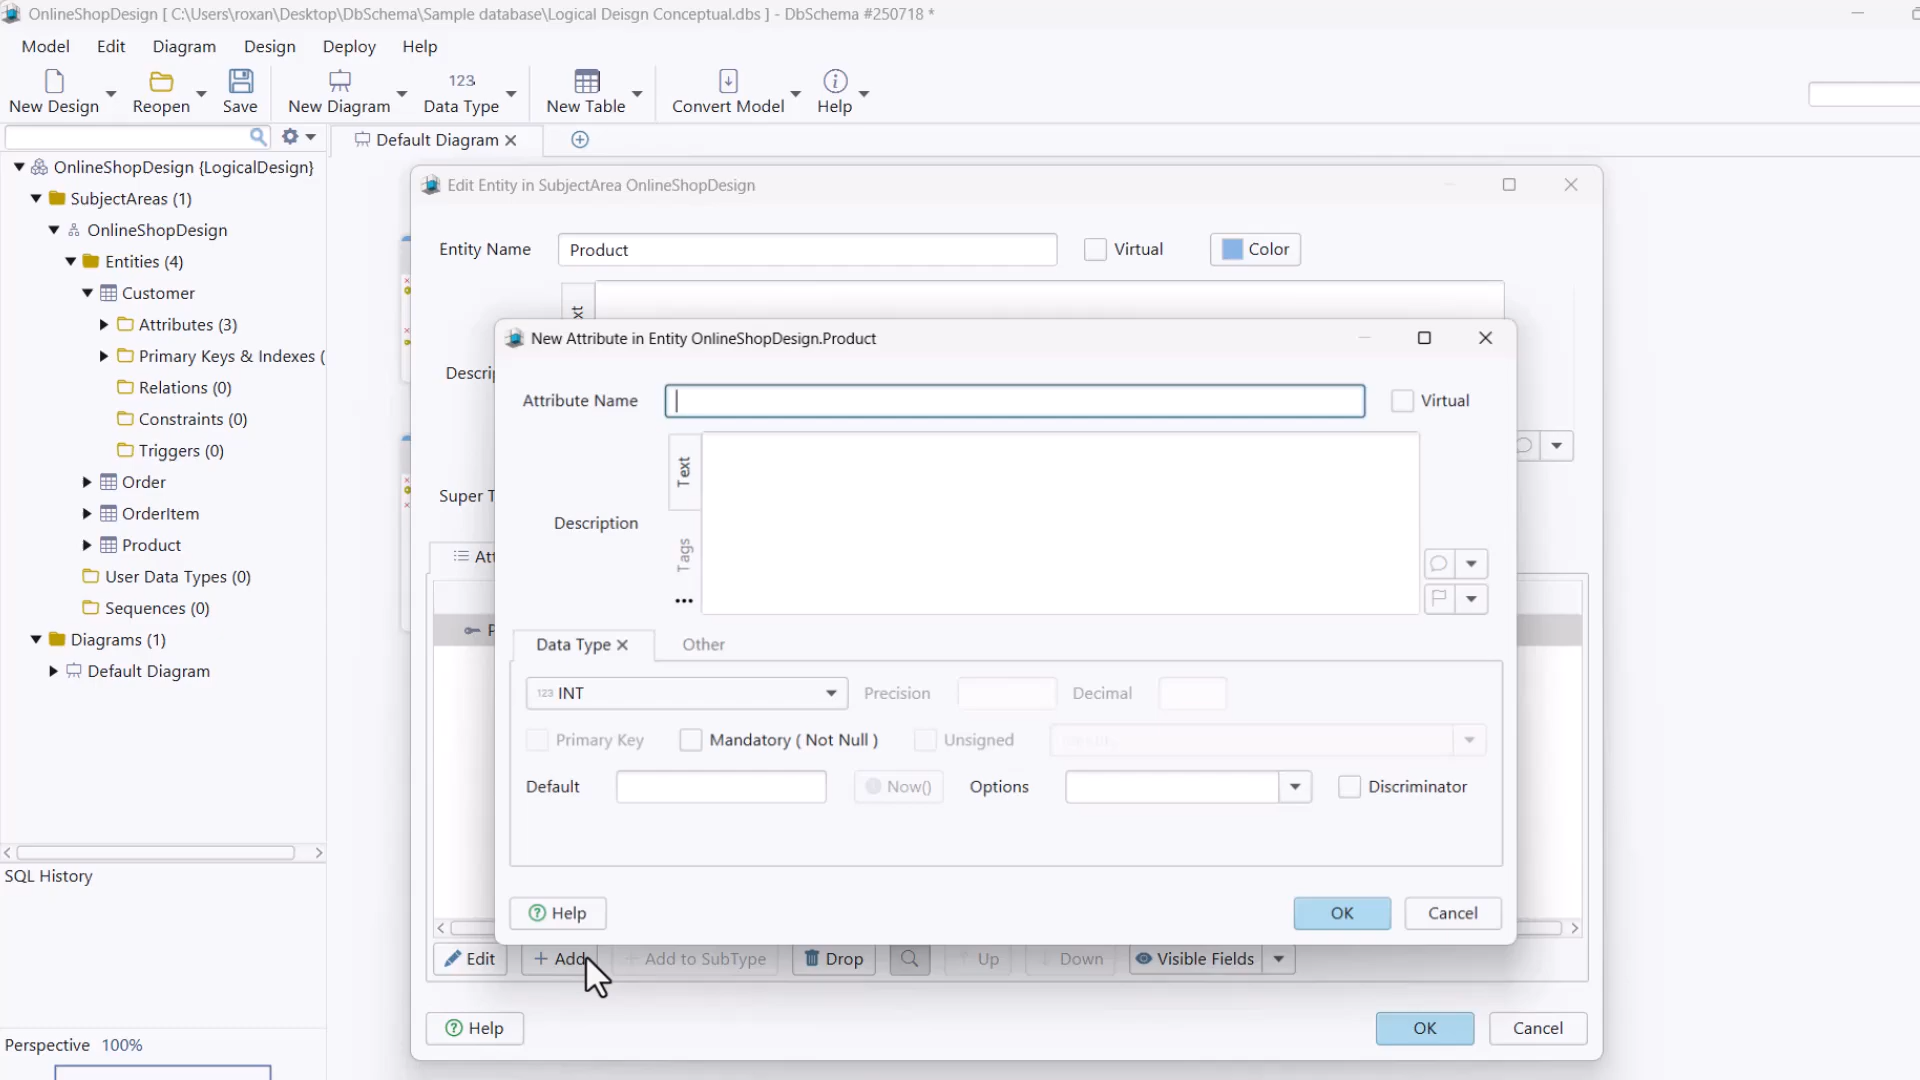 OnlineShopDesign [ C:\Users\roxan\Desktop\DbSchema\Sample database\Logical Deisgn Conceptual.dbs ] - DbSchema #250718 *
Model Edit Diagram Design Deploy Help
123
New Design Reopen Save New Diagram Data Type New Table Convert Model Help
Default Diagram
OnlineShopDesign {LogicalDesign}
SubjectAreas (1)
OnlineShopDesign
Entities (4)
Customer
Attributes (3)
Primary Keys & Indexes (
Relations (0)
Constraints (0)
Triggers (0)
Order
OrderItem
Product
User Data Types (0)
Sequences (0)
Diagrams (1)
Default Diagram
SQL History
Perspective 100%
Edit Entity in SubjectArea OnlineShopDesign
Entity Name Product Virtual Color
xt
Descrip
Super T
Att
P
New Attribute in Entity OnlineShopDesign.Product
Attribute Name Virtual
Text
Description
Tags
Data Type Other
123 INT Precision Decimal
Primary Key Mandatory ( Not Null ) Unsigned
Default Now() Options Discriminator
Help OK Cancel
Edit Add Add to SubType Drop Up Down Visible Fields
Help OK Cancel